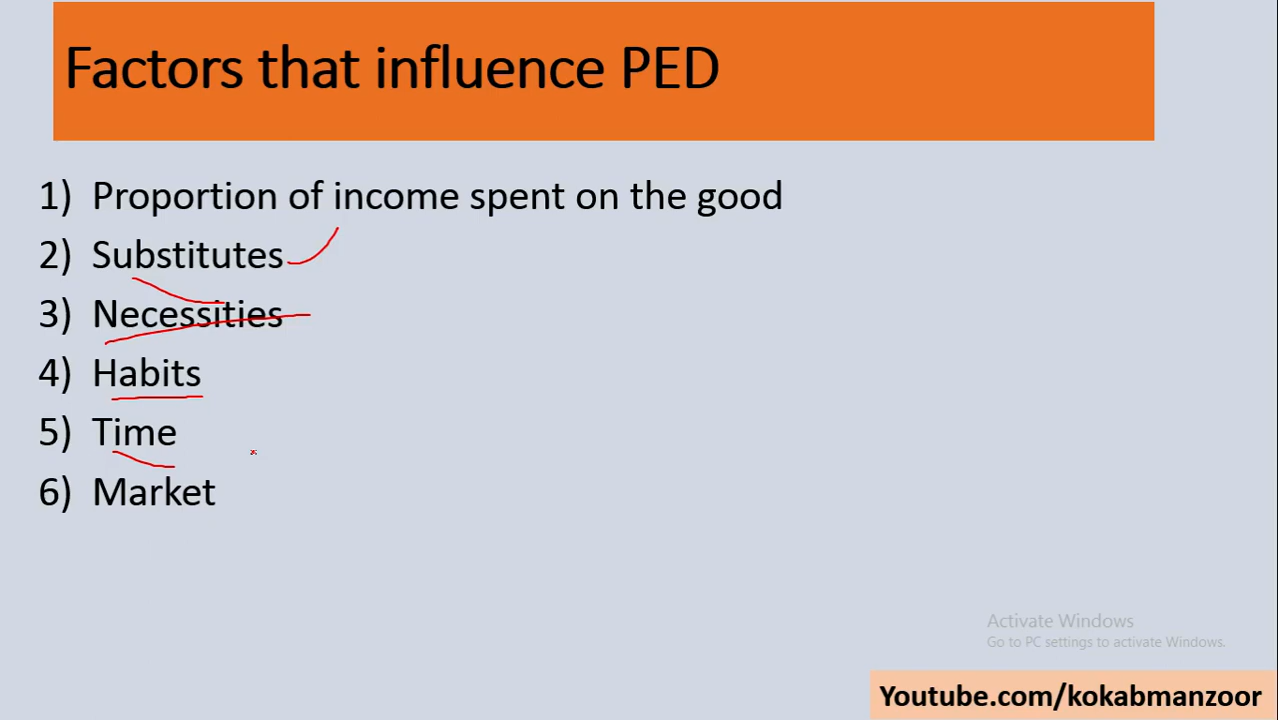 Factors that influence PED
1) Proportion of income spent on the good
2) Substitutes
3) Necessities
4) Habits
5) Time
6) Market
Activate Windows
Go to PC settings to activate Windows.
Youtube.com/kokabmanzoor